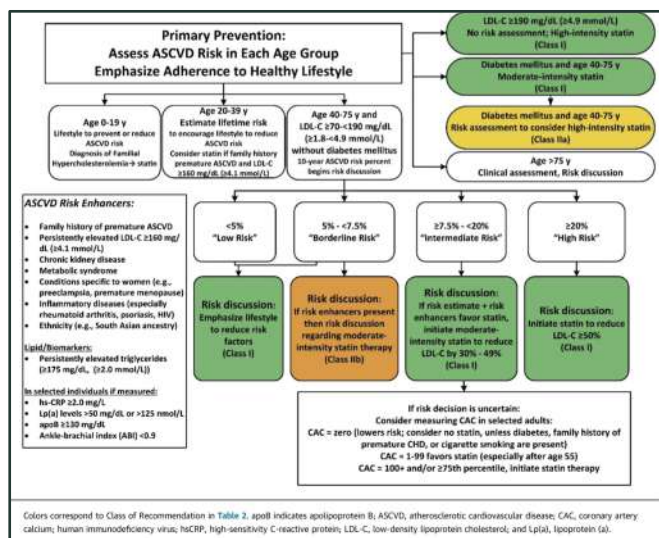 Primary Prevention:
Assess ASCVD Risk in Each Age Group
Emphasize Adherence to Healthy Lifestyle
LDL-C ≥190 mg/dL (≥4.9 mmol/L)
No risk assessment; High-intensity statin
(Class I)
Diabetes mellitus and age 40-75 y
Moderate-intensity statin
(Class I)
Diabetes mellitus and age 40-75 y
Risk assessment to consider high-intensity statin
(Class IIa)
Age >75 y
Clinical assessment, Risk discussion
Age 0-19 y
Lifestyle to prevent or reduce
ASCVD risk
Diagnosis of Familial
Hypercholesterolemia→ statin
Age 20-39 y
Estimate lifetime risk
to encourage lifestyle to reduce
ASCVD risk
Consider statin if family history
premature ASCVD and LDL-C
≥160 mg/dL (≥4.1 mmol/L)
Age 40-75 y and
LDL-C ≥70-<190 mg/dL
(≥1.8-<4.9 mmol/L)
without diabetes mellitus
10-year ASCVD risk percent
begins risk discussion
ASCVD Risk Enhancers:
• Family history of premature ASCVD
• Persistently elevated LDL-C ≥160 mg/
dL (≥4.1 mmol/L)
• Chronic kidney disease
• Metabolic syndrome
• Conditions specific to women (e.g.,
preeclampsia, premature menopause)
• Inflammatory diseases (especially
rheumatoid arthritis, psoriasis, HIV)
• Ethnicity (e.g., South Asian ancestry)
Lipid/Biomarkers:
• Persistently elevated triglycerides
(≥175 mg/dL, (≥2.0 mmol/L))
In selected individuals if measured:
• hs-CRP ≥2.0 mg/L
• Lp(a) levels >50 mg/dL or >125 nmol/L
• apoB ≥130 mg/dL
• Ankle-brachial index (ABI) <0.9
<5%
"Low Risk"
5% - <7.5%
"Borderline Risk"
≥7.5% - <20%
"Intermediate Risk"
≥20%
"High Risk"
Risk discussion:
Emphasize lifestyle
to reduce risk
factors
(Class I)
Risk discussion:
If risk enhancers present
then risk discussion
regarding moderate-
intensity statin therapy
(Class IIb)
Risk discussion:
If risk estimate + risk
enhancers favor statin,
initiate moderate-
intensity statin to reduce
LDL-C by 30% - 49%
(Class I)
Risk discussion:
Initiate statin to reduce
LDL-C ≥50%
(Class I)
If risk decision is uncertain:
Consider measuring CAC in selected adults:
CAC = zero (lowers risk; consider no statin, unless diabetes, family history of
premature CHD, or cigarette smoking are present)
CAC = 1-99 favors statin (especially after age 55)
CAC = 100+ and/or ≥75th percentile, initiate statin therapy
Colors correspond to Class of Recommendation in Table 2. apoB indicates apolipoprotein B; ASCVD, atherosclerotic cardiovascular disease; CAC, coronary artery
calcium; human immunodeficiency virus; hsCRP, high-sensitivity C-reactive protein; LDL-C, low-density lipoprotein cholesterol; and Lp(a), lipoprotein (a).